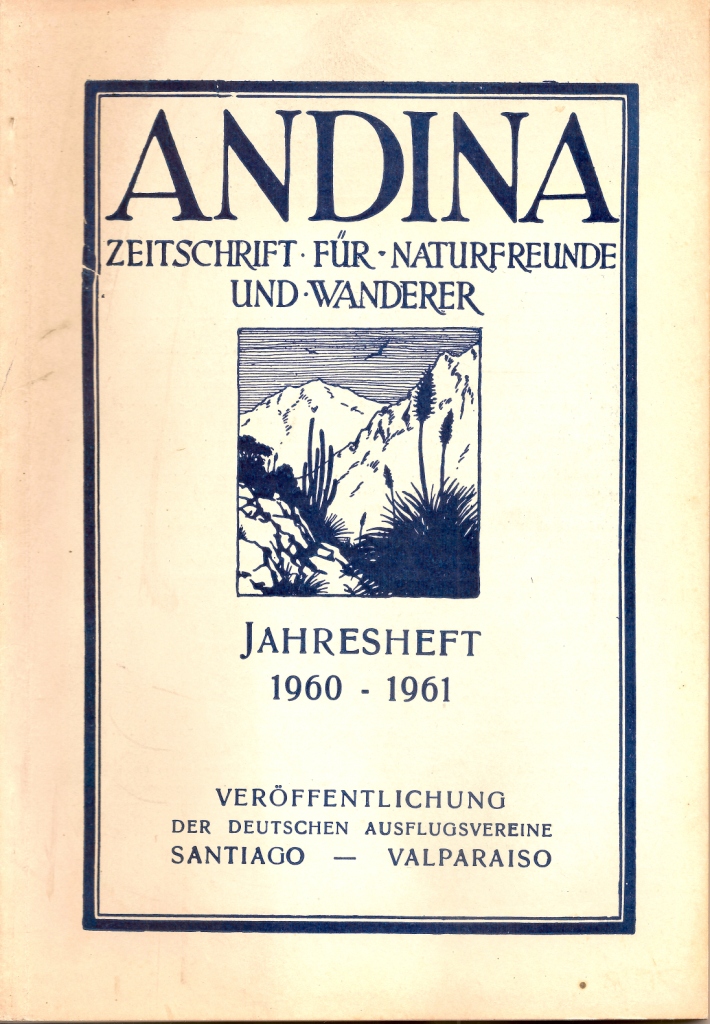 ANDINA
ZEITSCHRIFT · FÜR · NATURFREUNDE
UND · WANDERER
JAHRESHEFT
1960 - 1961
VERÖFFENTLICHUNG
DER DEUTSCHEN AUSFLUGSVEREINE
SANTIAGO — VALPARAISO